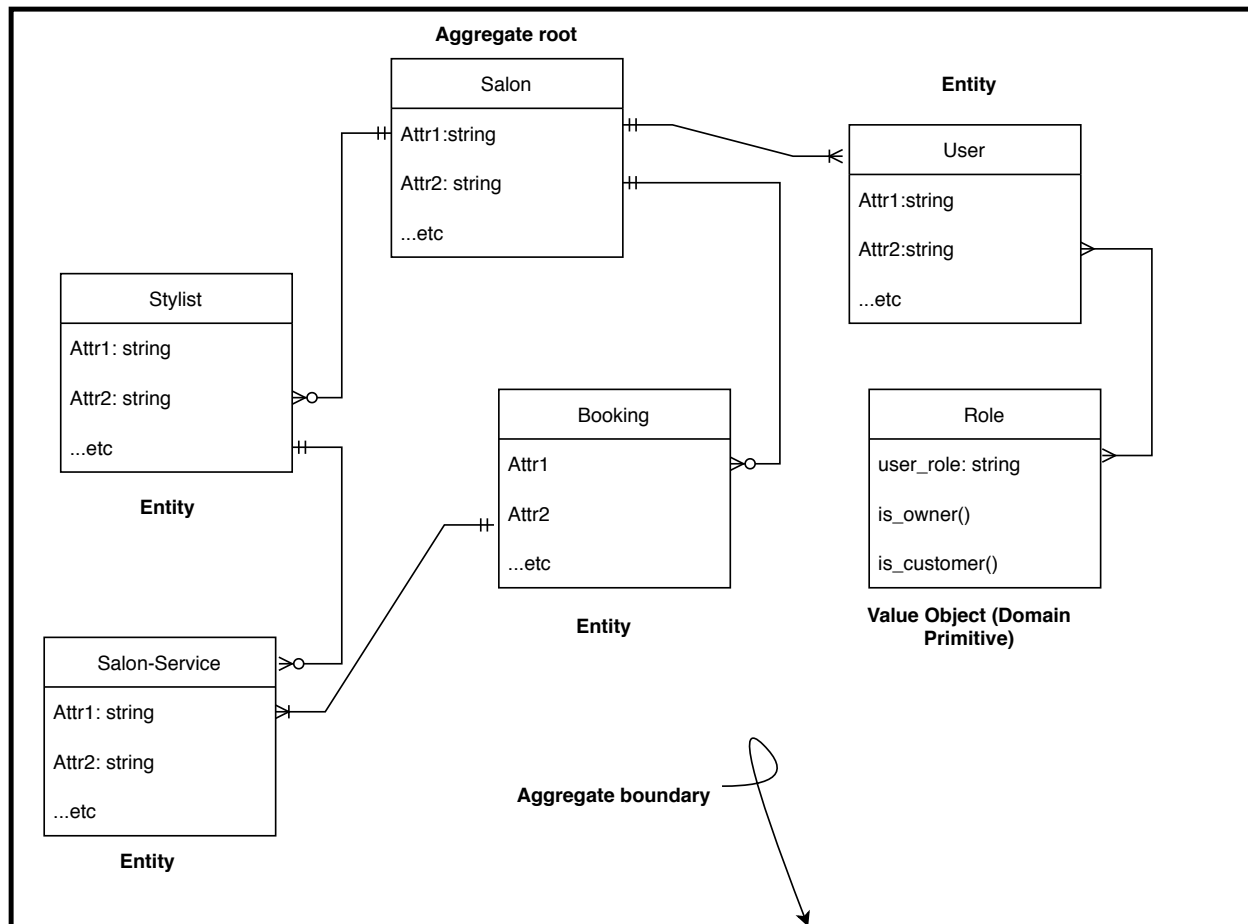 Aggregate root
Salon
Attr1:string
Attr2: string
...etc
Entity
User
Attr1:string
Attr2:string
...etc
Stylist
Attr1: string
Attr2: string
...etc
Entity
Booking
Attr1
Attr2
...etc
Entity
Role
user_role: string
is_owner()
is_customer()
Value Object (Domain
Primitive)
Salon-Service
Attr1: string
Attr2: string
...etc
Entity
Aggregate boundary